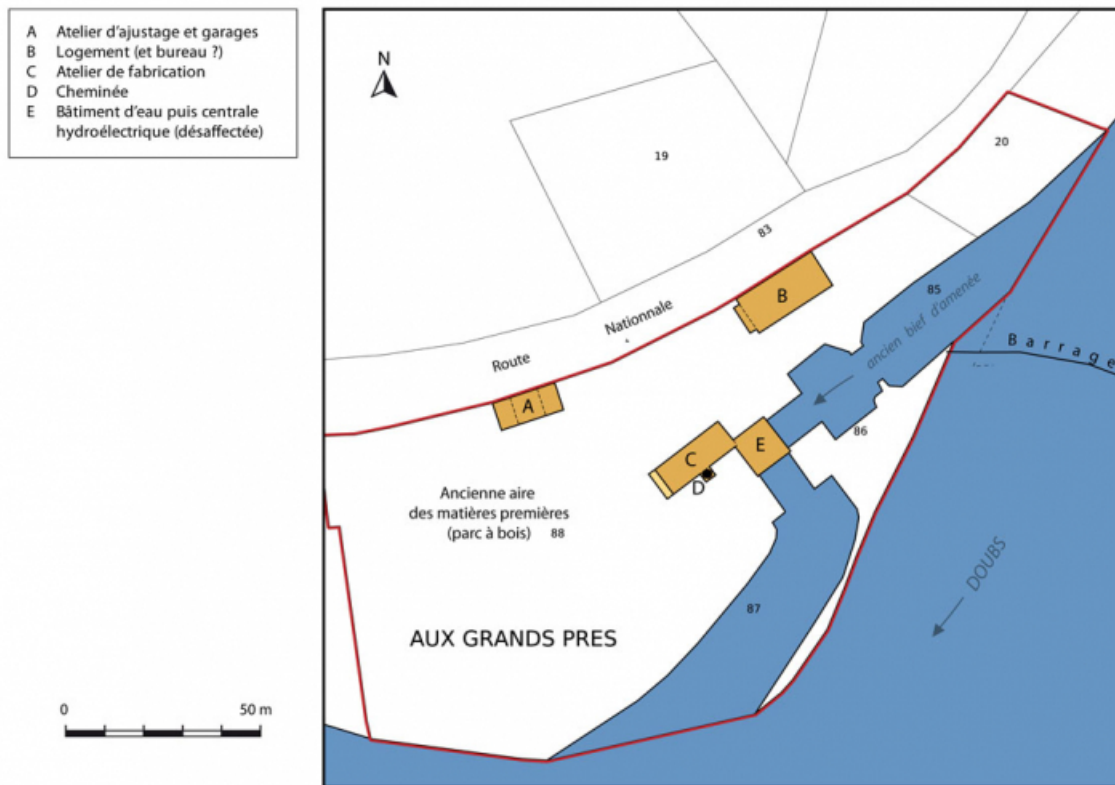 A Atelier d'ajustage et garages
B Logement (et bureau ?)
C Atelier de fabrication
D Cheminée
E Bâtiment d'eau puis centrale
hydroélectrique (désaffectée)
N
19
20
83
Route Nationnale
B
85
ancien bief d'amenée
Barrage
A
86
E
C
D
Ancienne aire
des matières premières
(parc à bois) 88
DOUBS
87
AUX GRANDS PRES
0 50 m